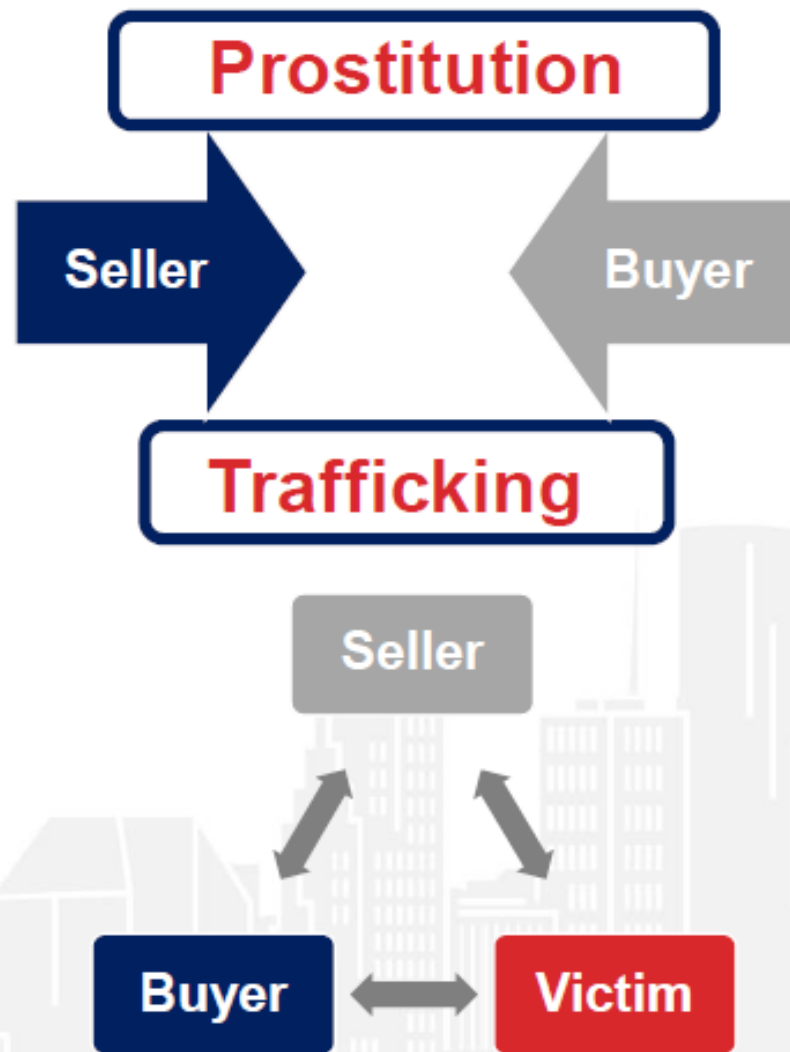 Prostitution
Seller
Buyer
Trafficking
Seller
Buyer
Victim